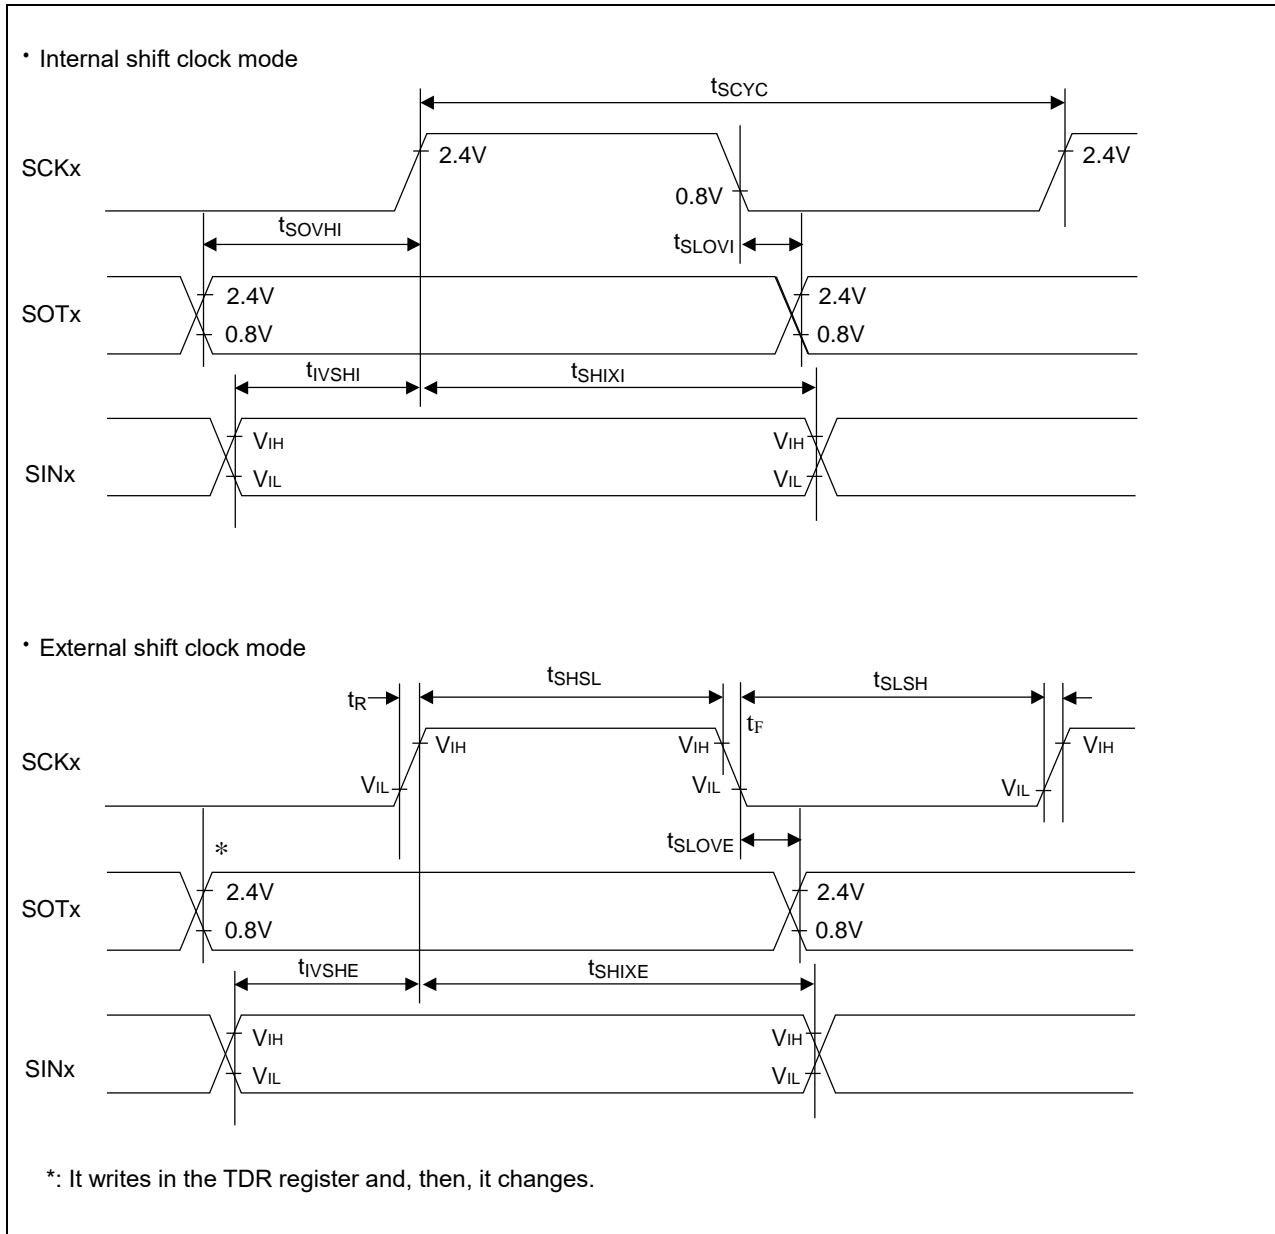 ・Internal shift clock mode
tSCYC
SCKx
2.4V
2.4V
0.8V
tSOVHI
tSLOVI
SOTx
2.4V
2.4V
0.8V
0.8V
tIVSHI
tSHIXI
SINx
VIH
VIH
VIL
VIL
・External shift clock mode
tR
tSHSL
tSLSH
tF
SCKx
VIH
VIH
VIH
VIL
VIL
VIL
tSLOVE
*
SOTx
2.4V
2.4V
0.8V
0.8V
tIVSHE
tSHIXE
SINx
VIH
VIH
VIL
VIL
*: It writes in the TDR register and, then, it changes.